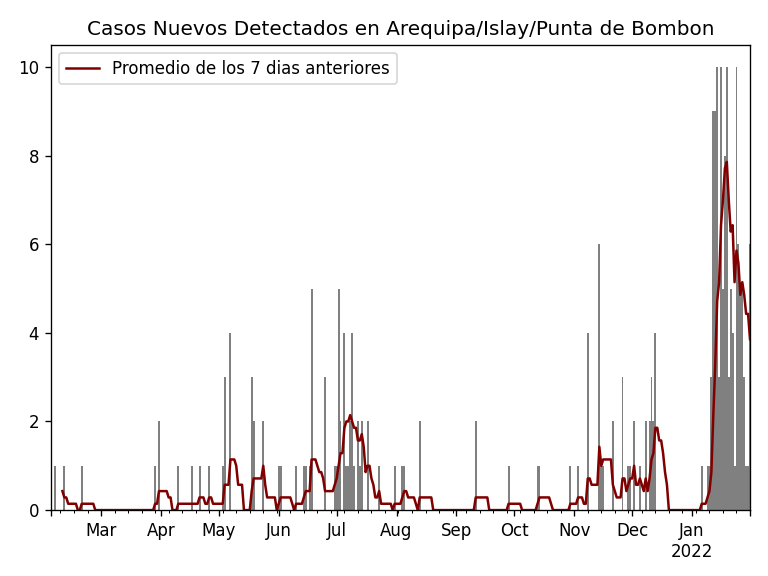 Casos Nuevos Detectados en Arequipa/Islay/Punta de Bombon
Promedio de los 7 dias anteriores
10
8
6
4
2
0
Mar Apr May Jun Jul Aug Sep Oct Nov Dec Jan
2022